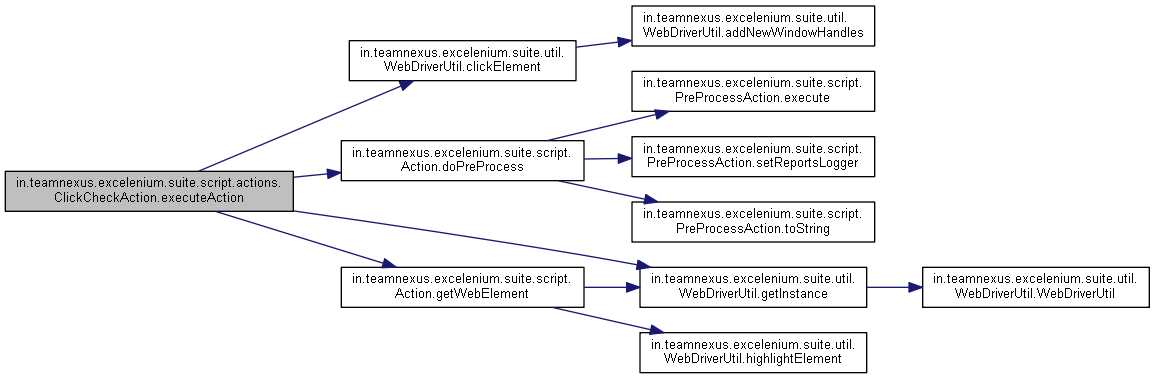 in.teamnexus.excelenium.suite.script.actions.
ClickCheckAction.executeAction
in.teamnexus.excelenium.suite.util.
WebDriverUtil.clickElement
in.teamnexus.excelenium.suite.util.
WebDriverUtil.addNewWindowHandles
in.teamnexus.excelenium.suite.script.
Action.doPreProcess
in.teamnexus.excelenium.suite.script.
PreProcessAction.execute
in.teamnexus.excelenium.suite.script.
PreProcessAction.setReportsLogger
in.teamnexus.excelenium.suite.script.
PreProcessAction.toString
in.teamnexus.excelenium.suite.script.
Action.getWebElement
in.teamnexus.excelenium.suite.util.
WebDriverUtil.getInstance
in.teamnexus.excelenium.suite.util.
WebDriverUtil.WebDriverUtil
in.teamnexus.excelenium.suite.util.
WebDriverUtil.highlightElement